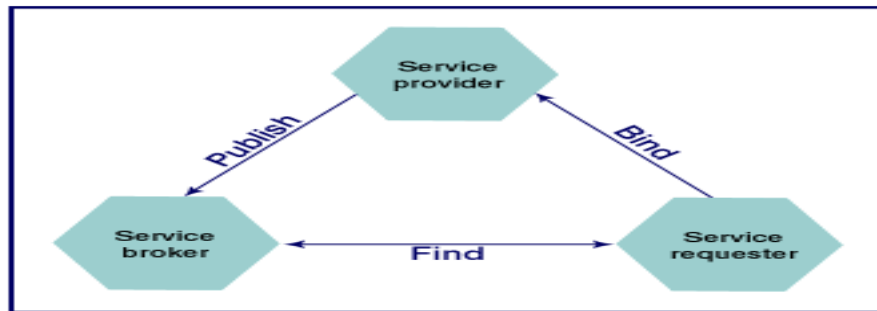 Service
provider
Publish
Bind
Service
broker
Find
Service
requester